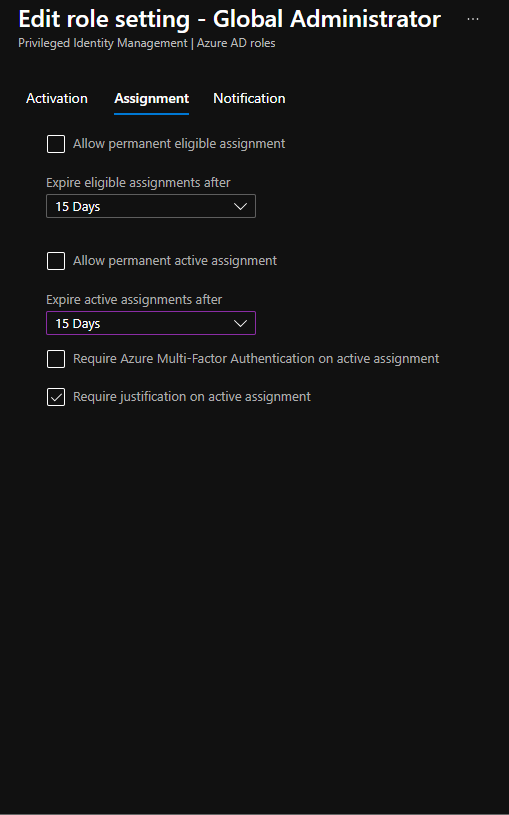 Edit role setting - Global Administrator ...
Privileged Identity Management | Azure AD roles
Activation Assignment Notification
Allow permanent eligible assignment
Expire eligible assignments after
15 Days
Allow permanent active assignment
Expire active assignments after
15 Days
Require Azure Multi-Factor Authentication on active assignment
Require justification on active assignment